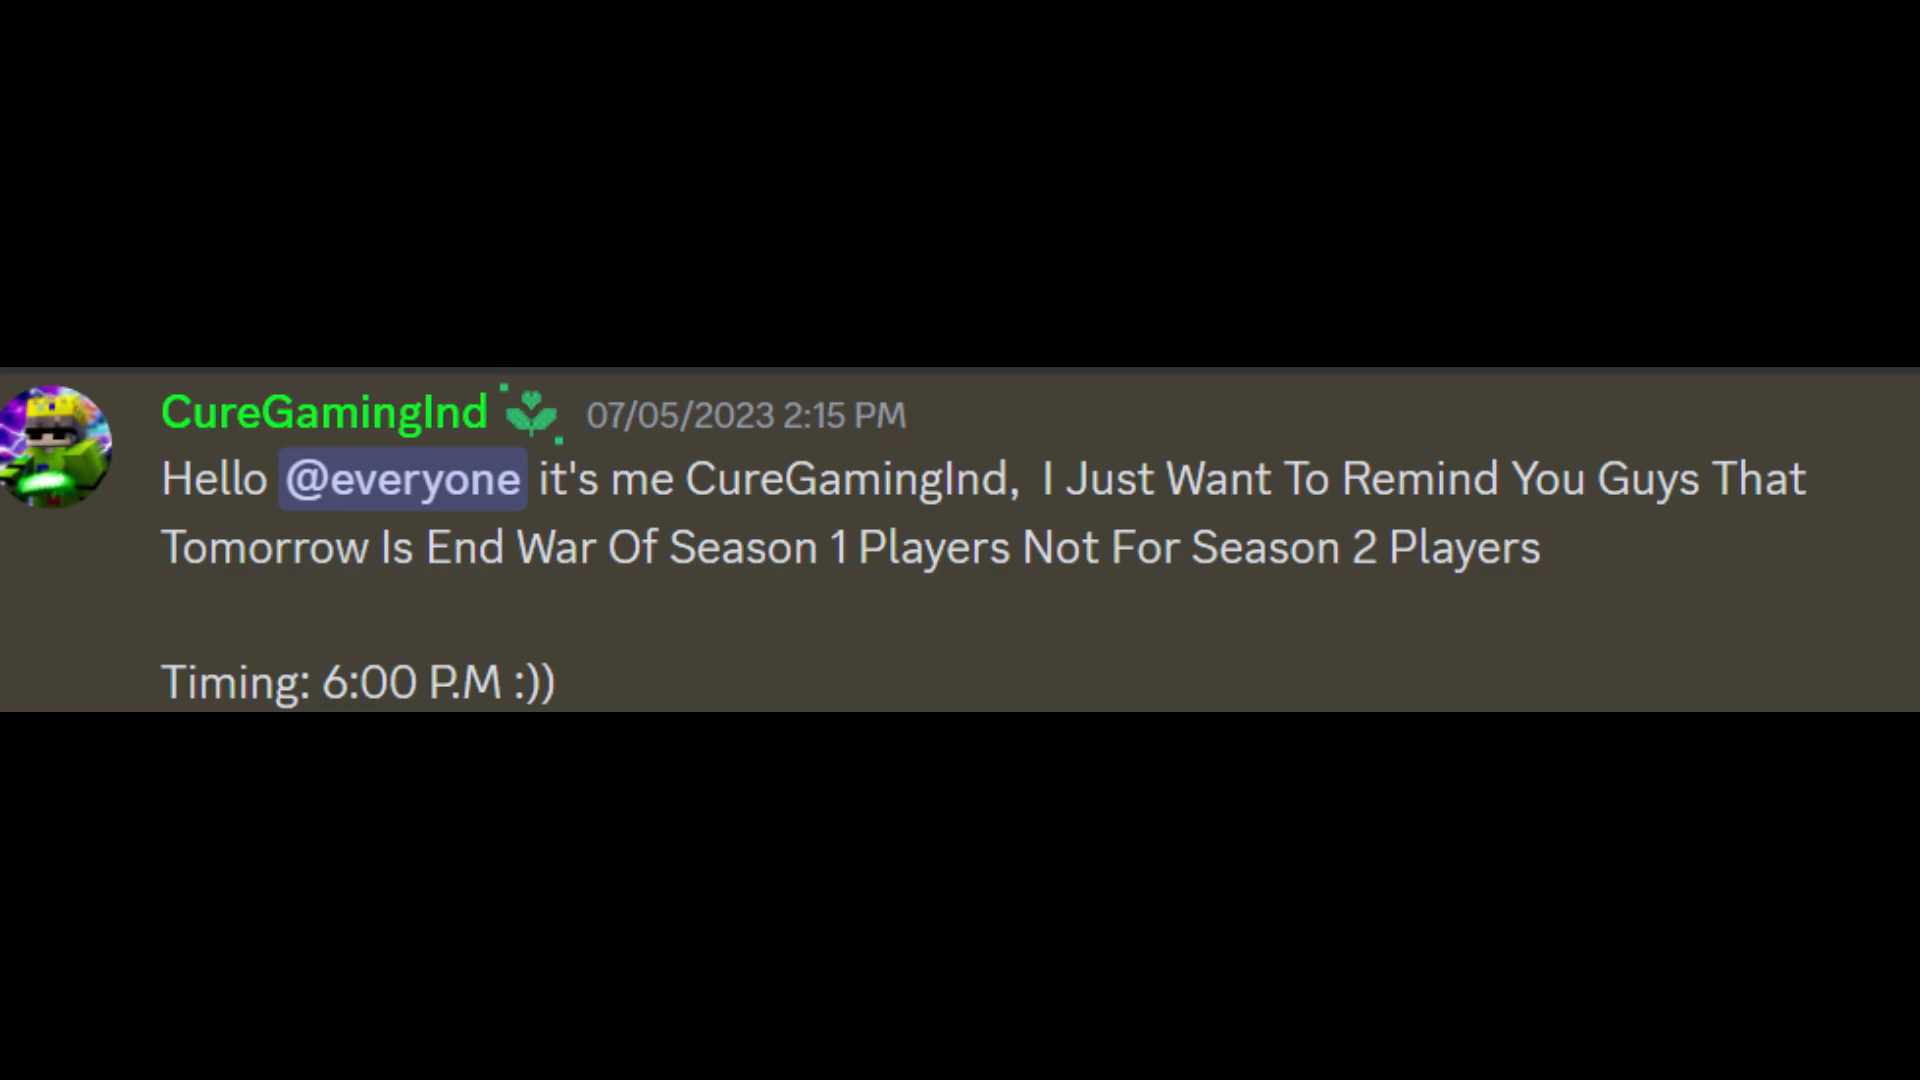 CureGamingInd 07/05/2023 2:15 PM
Hello @everyone it's me CureGamingInd, I Just Want To Remind You Guys That
Tomorrow Is End War Of Season 1 Players Not For Season 2 Players
Timing: 6:00 P.M :))